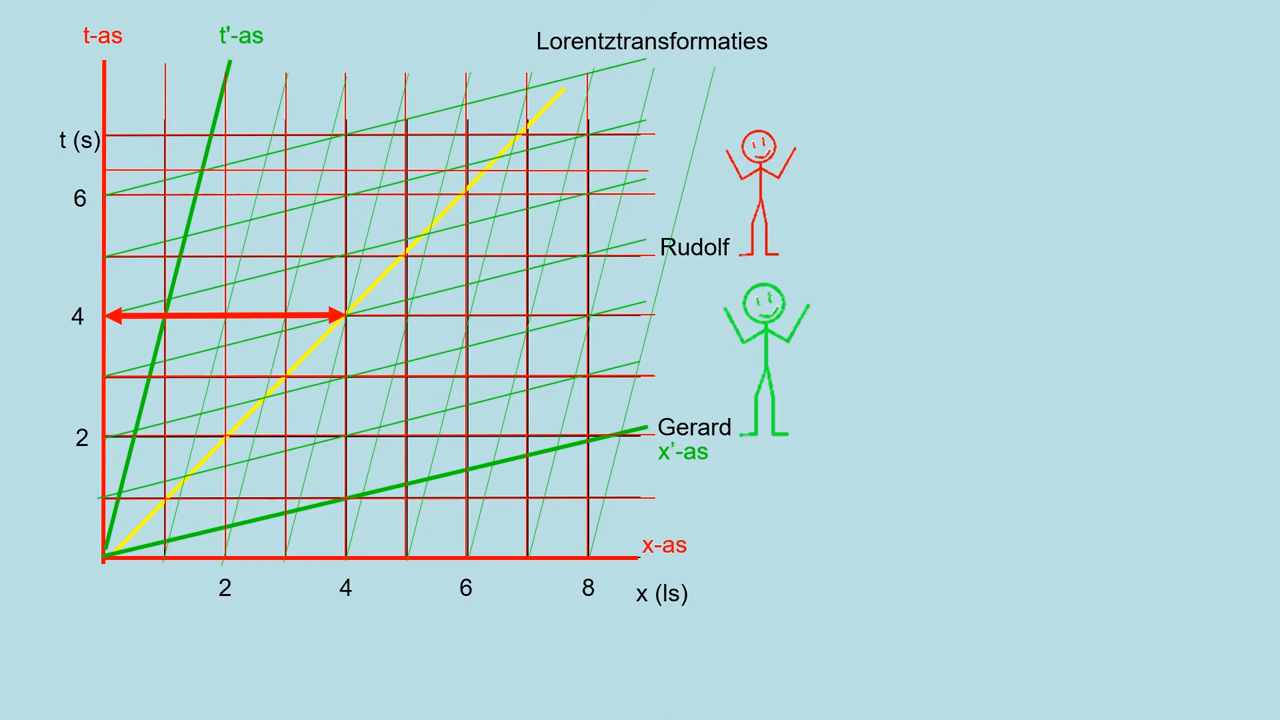 t-as
t'-as
Lorentztransformaties
t (s)
6
Rudolf
4
Gerard
2
x'-as
x-as
2
4
6
8
x (ls)